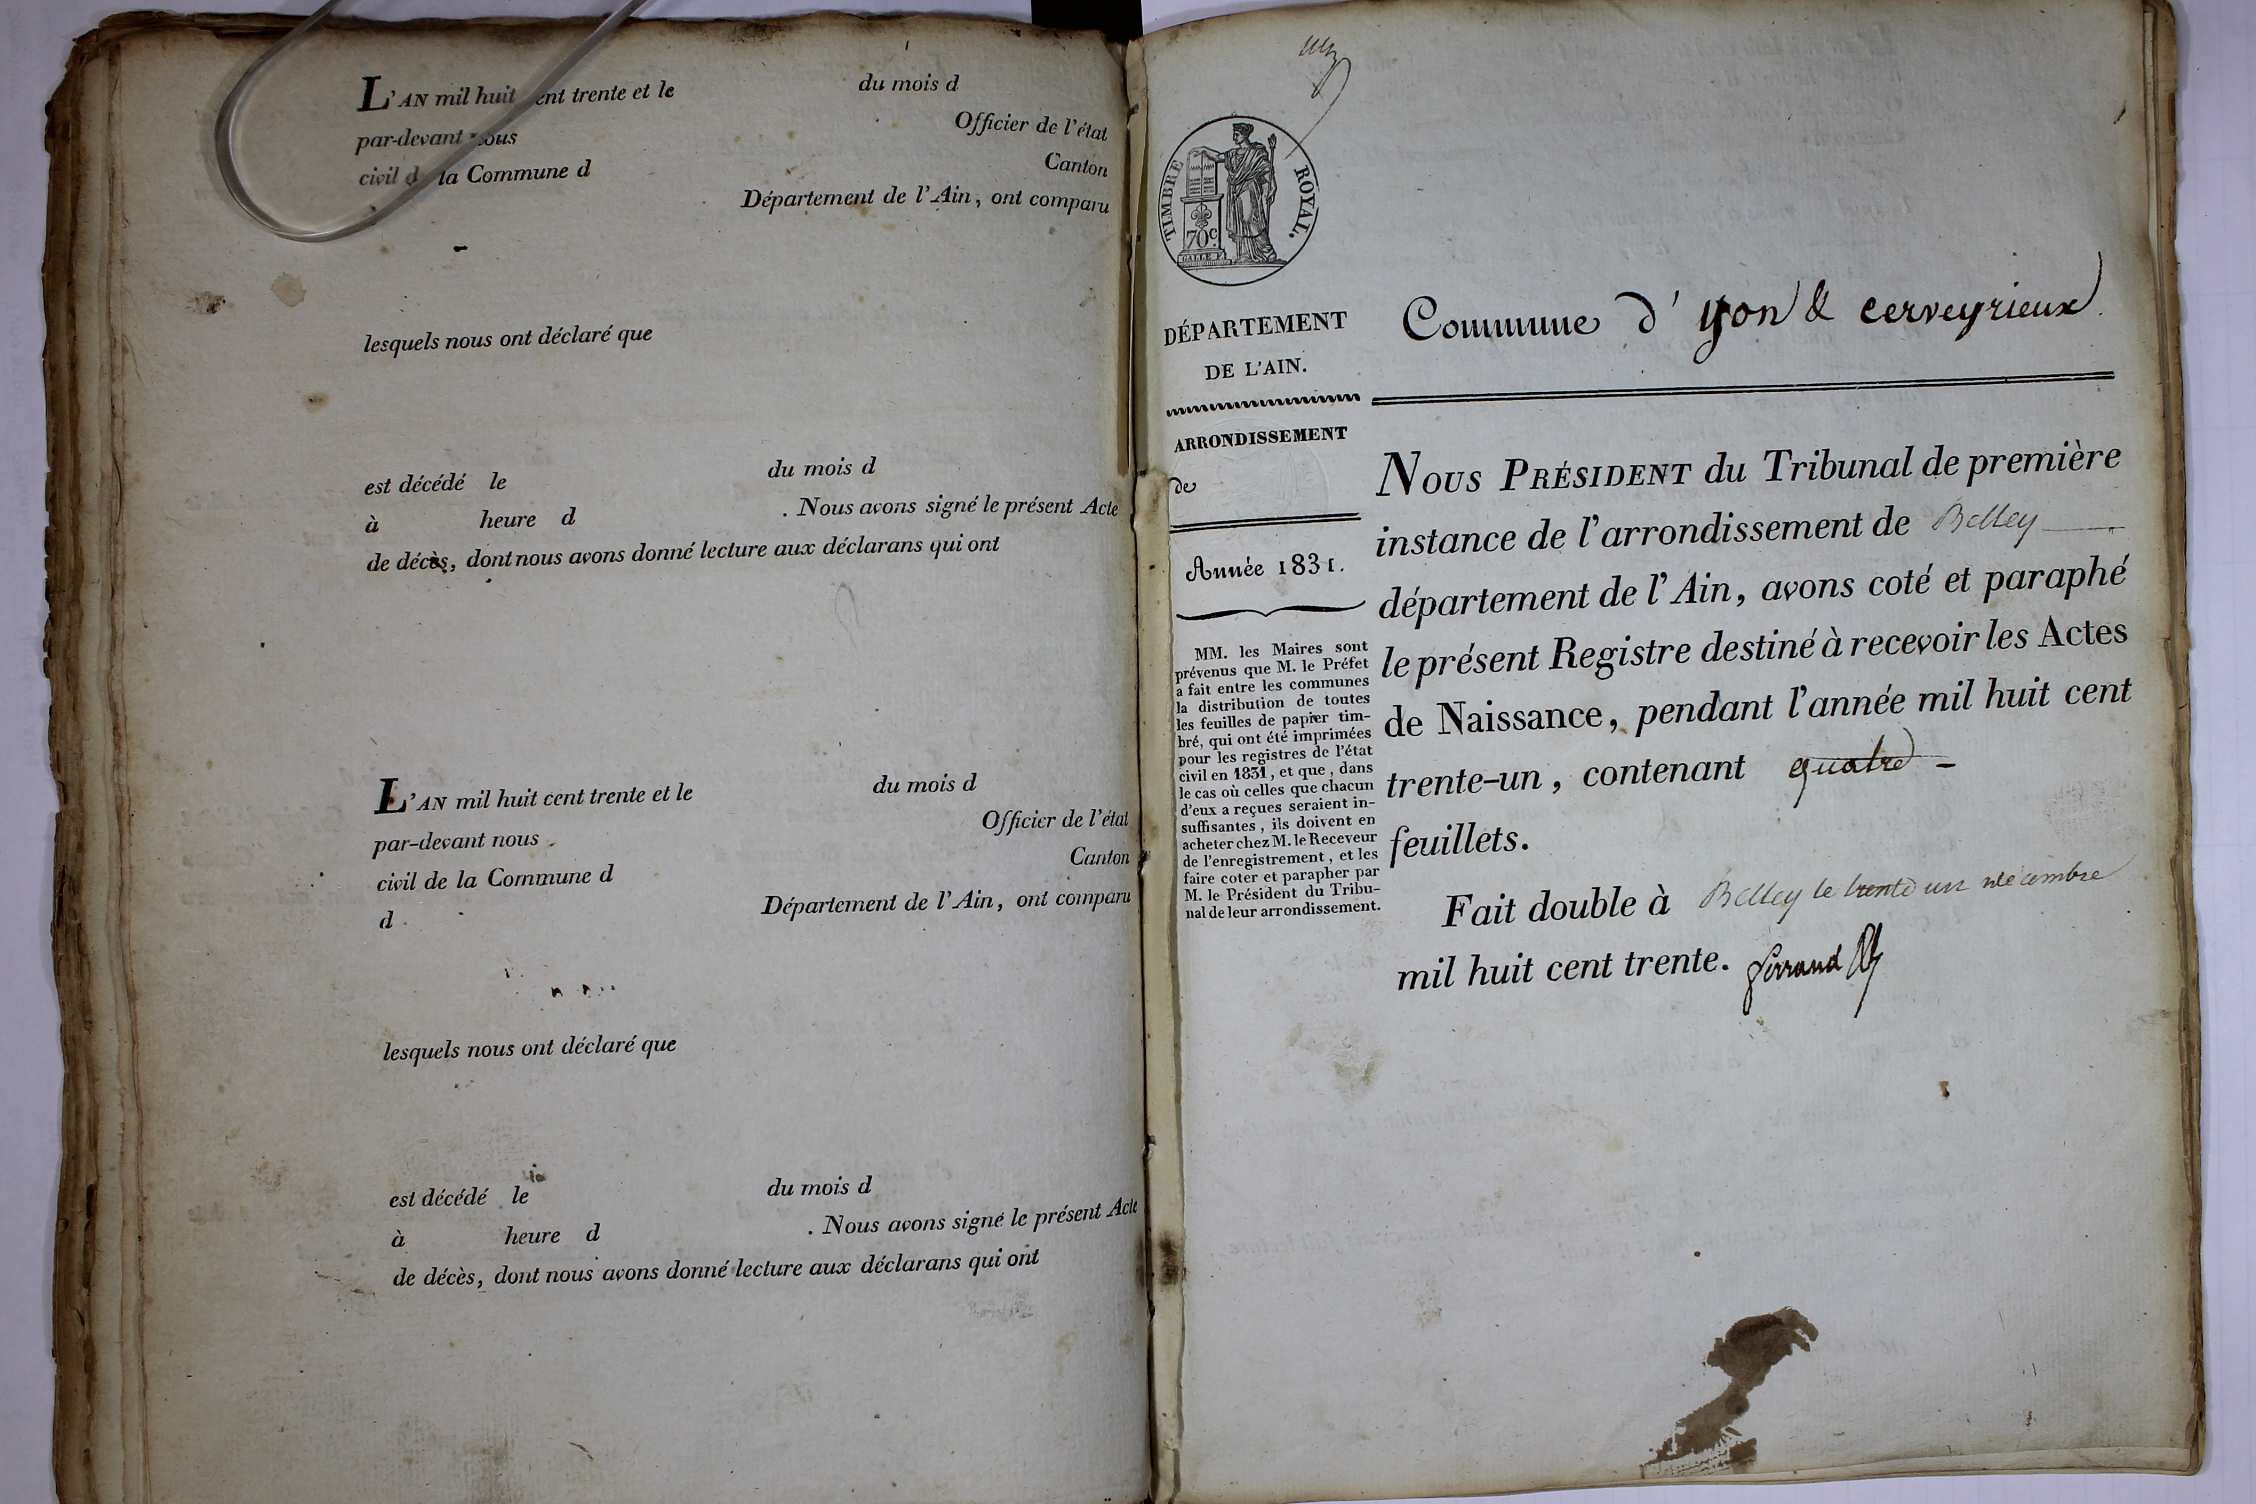 L'AN mil huit cent trente et le du mois d
par-devant nous Officier de l'état
civil de la Commune d Canton
Département de l'Ain, ont comparu
lesquels nous ont déclaré que
est décédé le du mois d
à heure d . Nous avons signé le présent Acte
de décès, dont nous avons donné lecture aux déclarans qui ont
L'AN mil huit cent trente et le du mois d
par-devant nous Officier de l'état
civil de la Commune d Canton
d Département de l'Ain, ont comparu
lesquels nous ont déclaré que
est décédé le du mois d
à heure d . Nous avons signé le présent Acte
de décès, dont nous avons donné lecture aux déclarans qui ont
TIMBRE ROYAL.
70c.
DÉPARTEMENT
DE L'AIN.
ARRONDISSEMENT
de
Année 1831.
MM. les Maires sont
prévenus que M. le Préfet
a fait entre les communes
la distribution de toutes
les feuilles de papier tim-
bré, qui ont été imprimées
pour les registres de l'état
civil en 1831, et que, dans
le cas où celles que chacun
d'eux a reçues seraient in-
suffisantes, ils doivent en
acheter chez M. le Receveur
de l'enregistrement, et les
faire coter et parapher par
M. le Président du Tribu-
nal de leur arrondissement.
Commune d'yon & cerveyrieux
NOUS PRÉSIDENT du Tribunal de première
instance de l'arrondissement de Belley
département de l'Ain, avons coté et paraphé
le présent Registre destiné à recevoir les Actes
de Naissance, pendant l'année mil huit cent
trente-un, contenant quatre
feuillets.
Fait double à Belley le trente un décembre
mil huit cent trente.